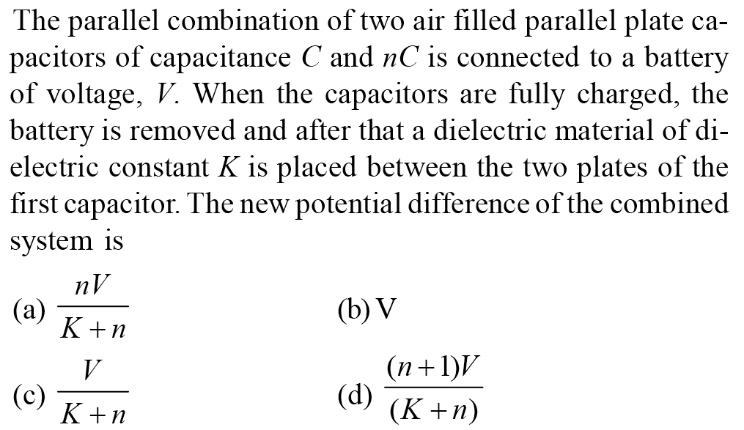 The parallel combination of two air filled parallel plate ca-
pacitors of capacitance C and nC is connected to a battery
of voltage, V. When the capacitors are fully charged, the
battery is removed and after that a dielectric material of di-
electric constant K is placed between the two plates of the
first capacitor. The new potential difference of the combined
system is
(a) nV / K + n (b) V
(c) V / K + n (d) (n + 1)V / (K + n)